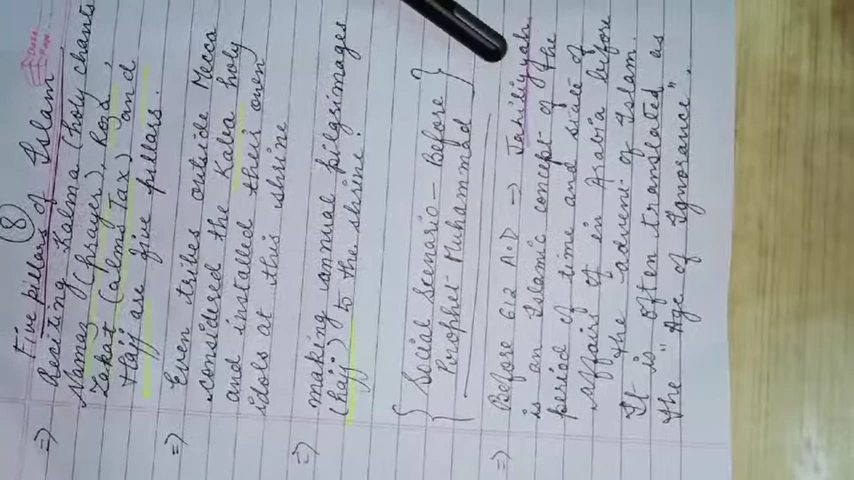 (8)
Five pillars of Islam
=> Reciting Kalma (holy chants
Namaz (prayer), Roza,
Zakat (alms Tax) and
Hajj are five pillars.
=> Even tribes outside Mecca
considered the Kaba holy
and installed their own
idols at this shrine
=> making annual pilgrimages
(hajj) to the shrine.
{ Social Scenario - Before }
{ Prophet Muhammad }
=> Before 612 A.D -> Jahiliyyah
is an Islamic concept of the
period of time and state of
affairs of in Arabia before
the advent of Islam.
It is often translated as
the "Age of Ignorance".